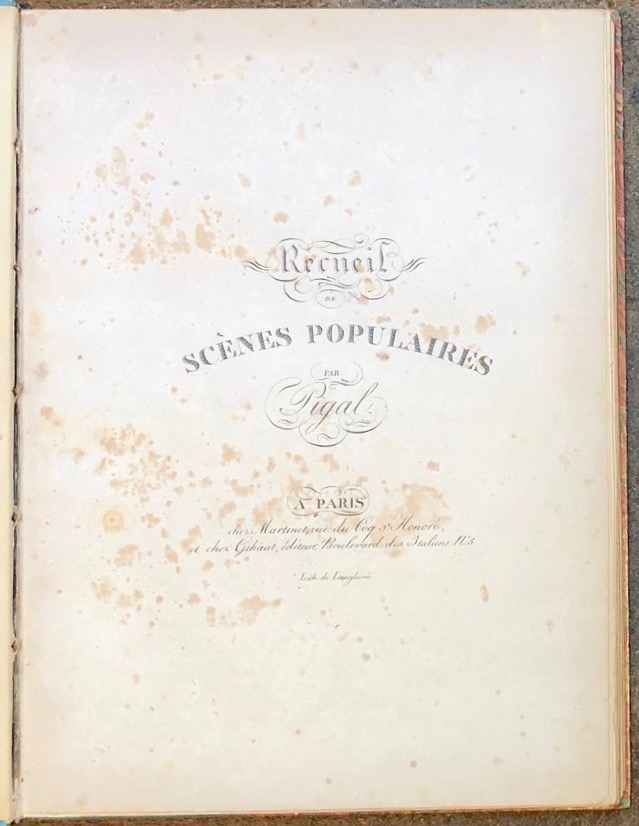 Recueil
DE
SCÈNES POPULAIRES
PAR
Pigal.
À PARIS
chez Martinet, rue du Coq St Honoré,
et chez Gihaut, éditeur, Boulevard des Italiens N°5
Lith. de Langlumé